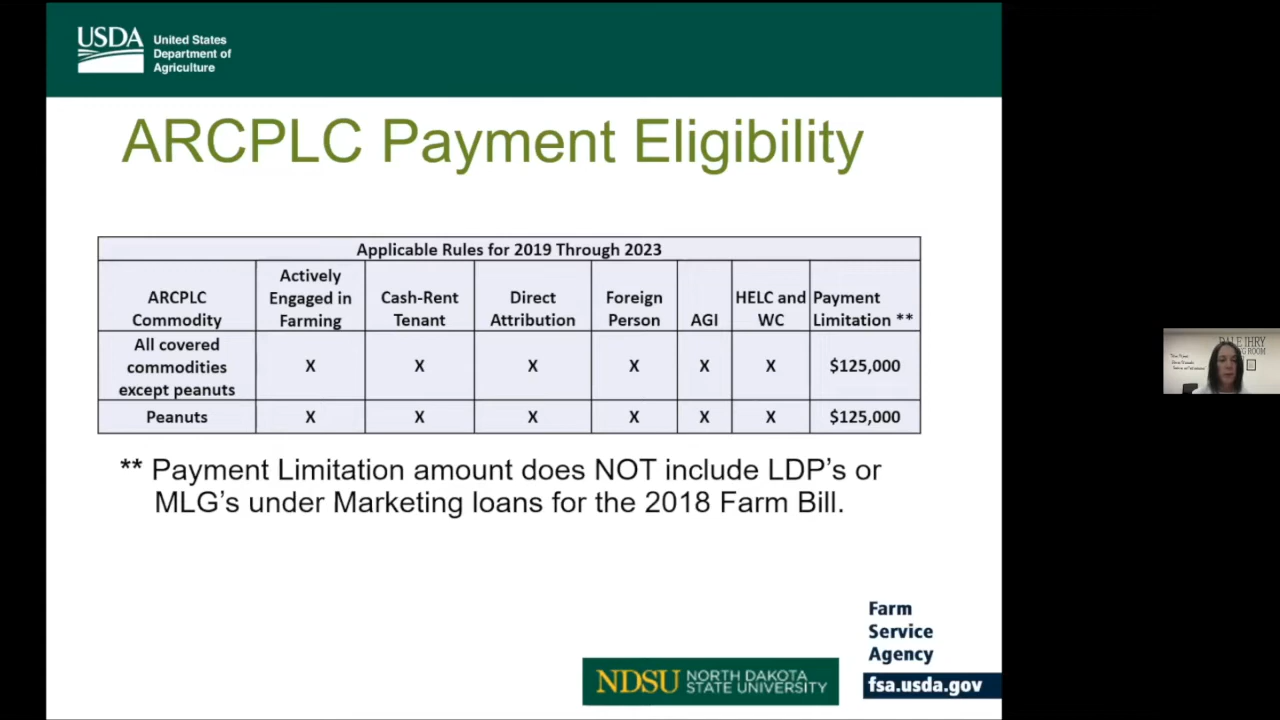 USDA United States
Department of
Agriculture
ARCPLC Payment Eligibility
Applicable Rules for 2019 Through 2023
ARCPLC Commodity
Actively Engaged in Farming
Cash-Rent Tenant
Direct Attribution
Foreign Person
AGI
HELC and WC
Payment Limitation **
All covered commodities except peanuts
X X X X X X $125,000
Peanuts X X X X X X $125,000
** Payment Limitation amount does NOT include LDP's or
MLG's under Marketing loans for the 2018 Farm Bill.
Farm
Service
Agency
fsa.usda.gov
NDSU NORTH DAKOTA
STATE UNIVERSITY